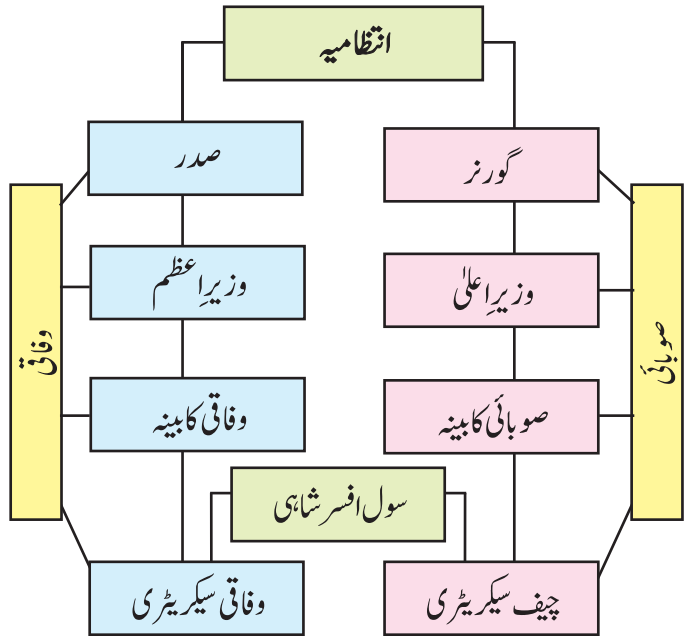 انتظامیہ
گورنر
صدر
وزیرِاعلیٰ
وزیرِاعظم
صوبائی
وفاقی
صوبائی کابینہ
وفاقی کابینہ
سول افسر شاہی
چیف سیکریٹری
وفاقی سیکریٹری